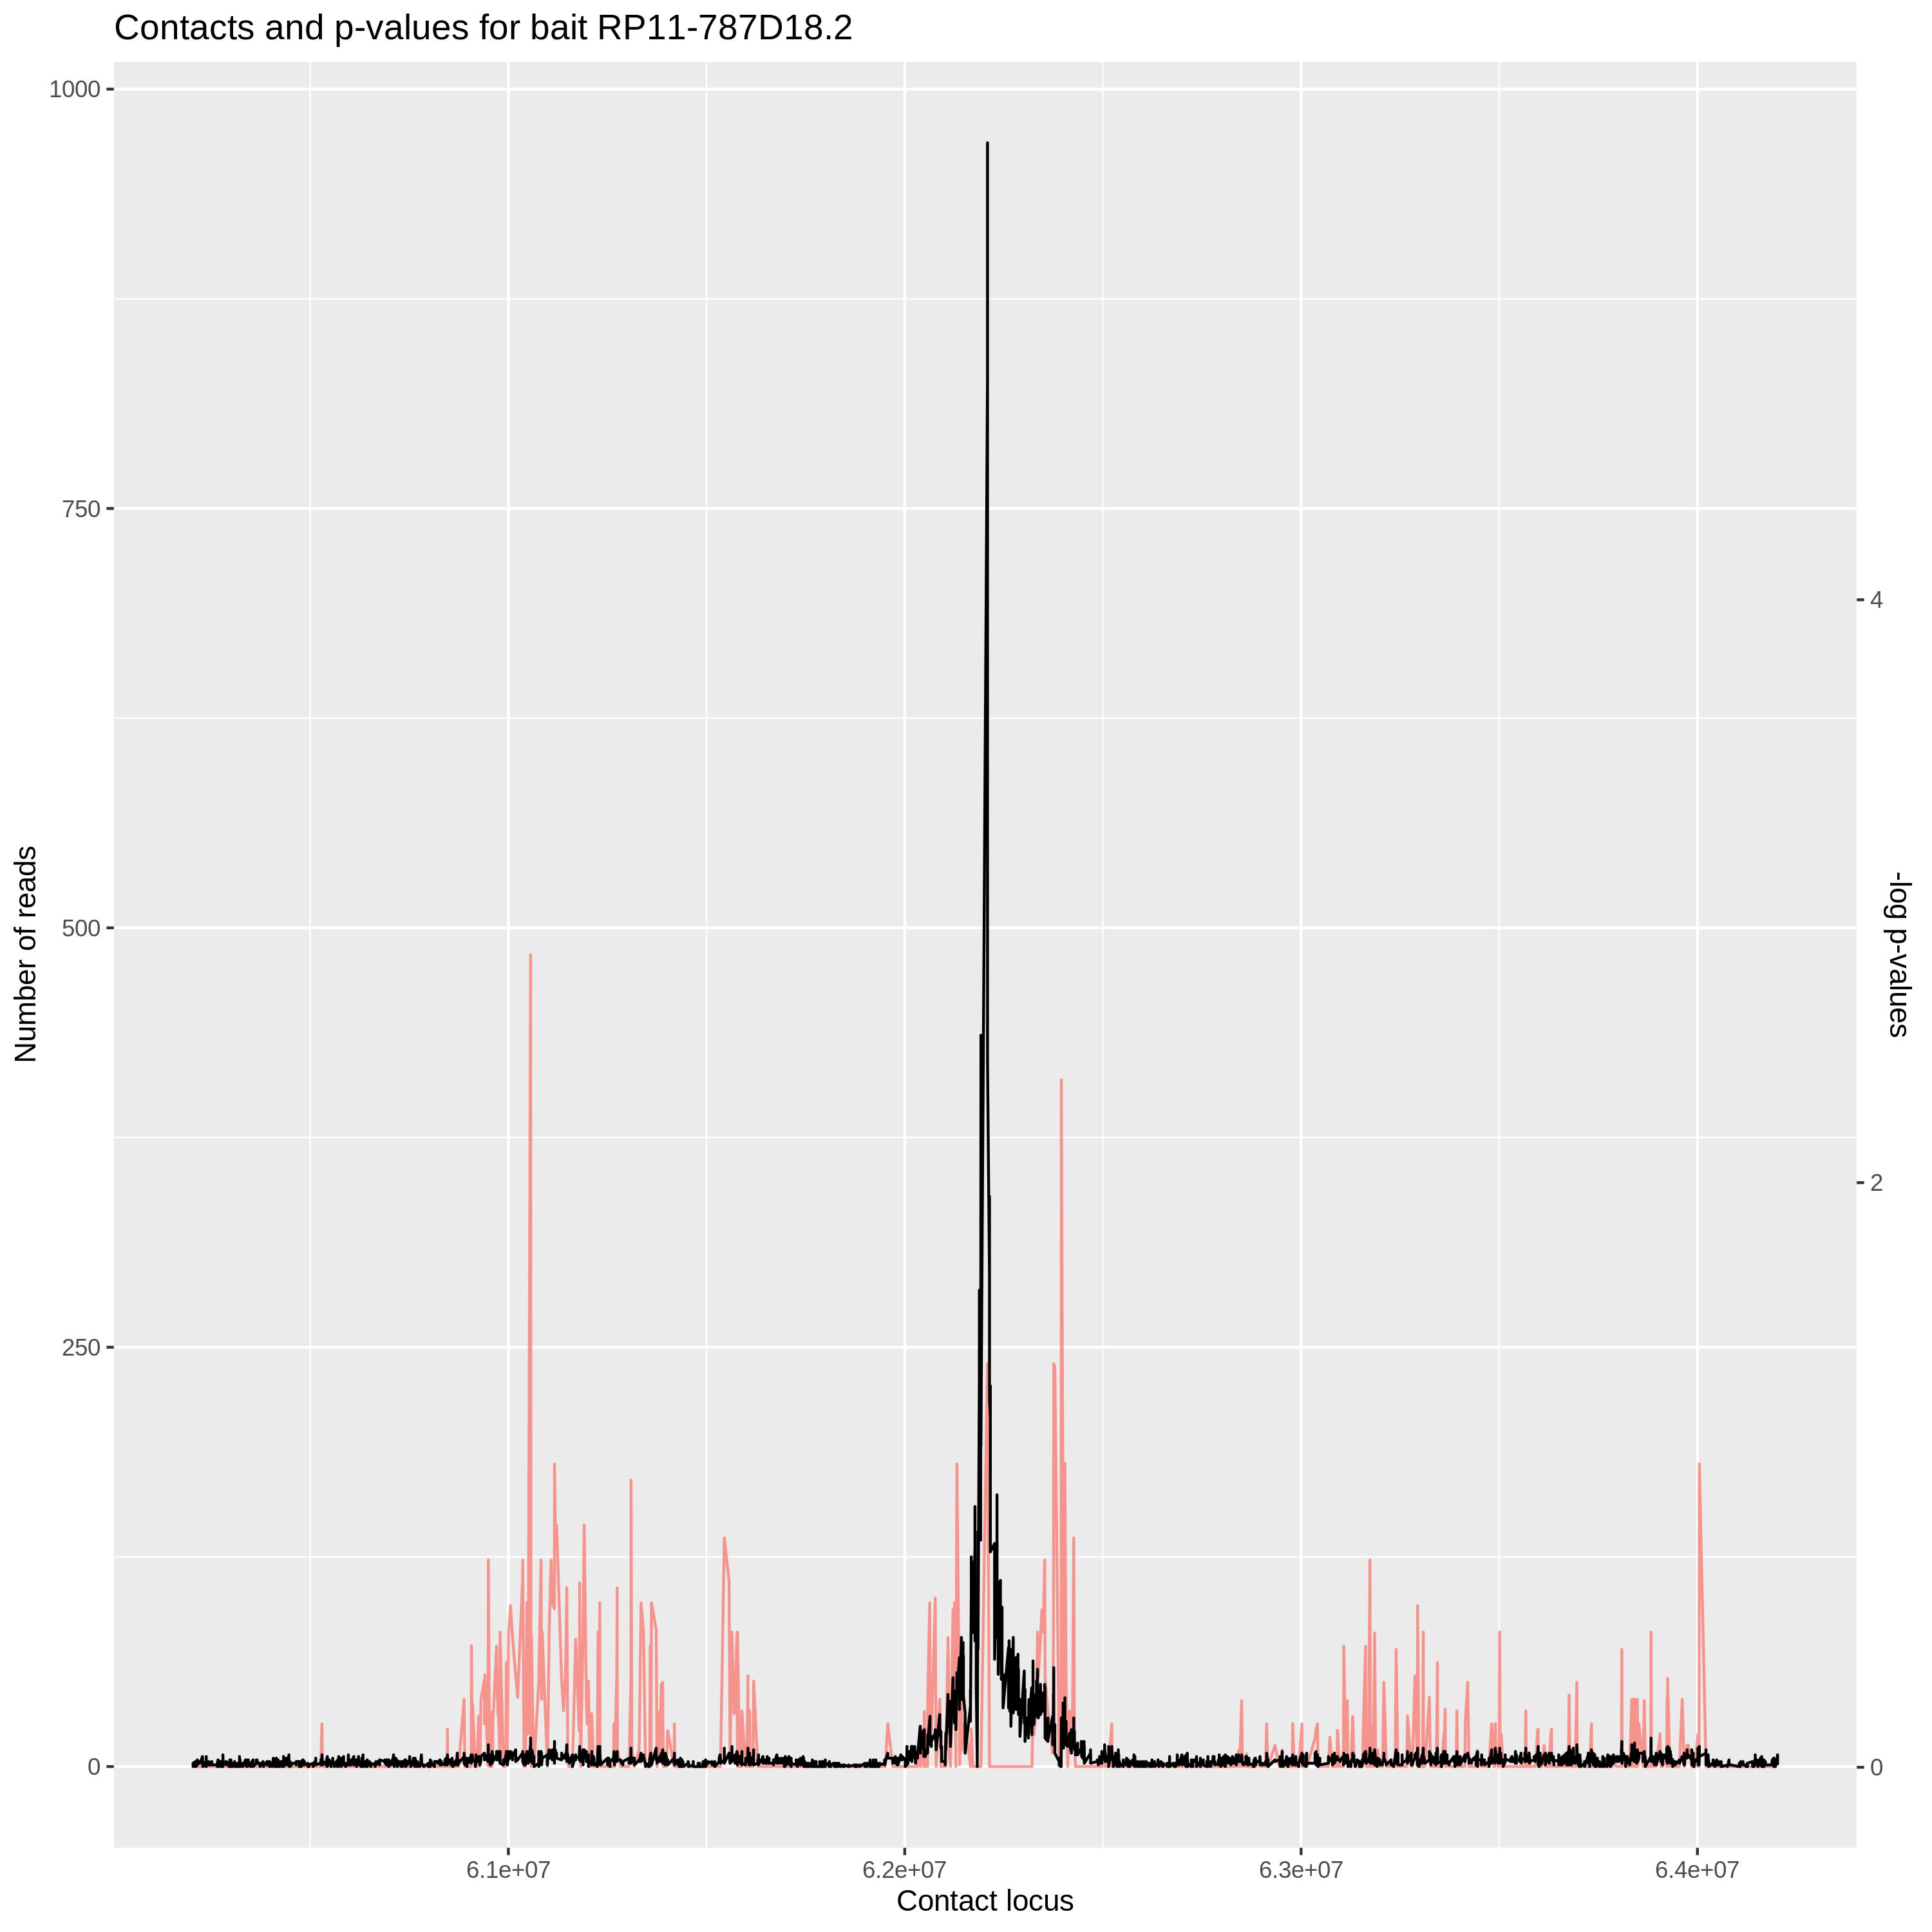 Contacts and p-values for bait RP11-787D18.2
1000
750
500
250
0
Number of reads
4
2
0
-log p-values
6.1e+07
6.2e+07
6.3e+07
6.4e+07
Contact locus